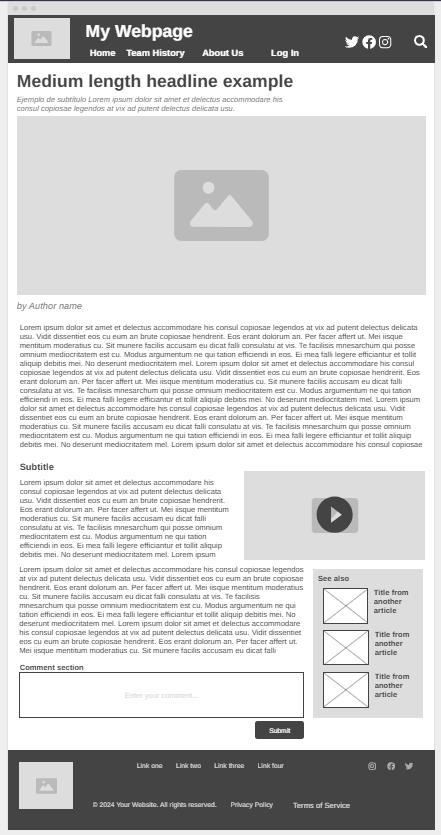 My Webpage
Home Team History About Us Log In
Medium length headline example
Ejemplo de subtítulo Lorem ipsum dolor sit amet et delectus accommodare his
consul copiosae legendos at vix ad putent delectus delicata usu.
by Author name
Lorem ipsum dolor sit amet et delectus accommodare his consul copiosae legendos at vix ad putent delectus delicata
usu. Vidit dissentiet eos cu eum an brute copiosae hendrerit. Eos erant dolorum an. Per facer affert ut. Mei iisque
mentitum moderatius cu. Sit munere facilis accusam eu dicat falli consulatu at vis. Te facilisis mnesarchum qui posse
omnium mediocritatem est cu. Modus argumentum ne qui tation efficiendi in eos. Ei mea falli legere efficiantur et tollit
aliquip debitis mei. No deserunt mediocritatem mel. Lorem ipsum dolor sit amet et delectus accommodare his consul
copiosae legendos at vix ad putent delectus delicata usu. Vidit dissentiet eos cu eum an brute copiosae hendrerit. Eos
erant dolorum an. Per facer affert ut. Mei iisque mentitum moderatius cu. Sit munere facilis accusam eu dicat falli
consulatu at vis. Te facilisis mnesarchum qui posse omnium mediocritatem est cu. Modus argumentum ne qui tation
efficiendi in eos. Ei mea falli legere efficiantur et tollit aliquip debitis mei. No deserunt mediocritatem mel. Lorem ipsum
dolor sit amet et delectus accommodare his consul copiosae legendos at vix ad putent delectus delicata usu. Vidit
dissentiet eos cu eum an brute copiosae hendrerit. Eos erant dolorum an. Per facer affert ut. Mei iisque mentitum
moderatius cu. Sit munere facilis accusam eu dicat falli consulatu at vis. Te facilisis mnesarchum qui posse omnium
mediocritatem est cu. Modus argumentum ne qui tation efficiendi in eos. Ei mea falli legere efficiantur et tollit aliquip
debitis mei. No deserunt mediocritatem mel. Lorem ipsum dolor sit amet et delectus accommodare his consul copiosae
Subtitle
Lorem ipsum dolor sit amet et delectus
accommodare his consul copiosae legendos
at vix ad putent delectus delicata usu.
Vidit dissentiet eos cu eum an brute copiosae
hendrerit. Eos erant dolorum an. Per facer
affert ut. Mei iisque mentitum moderatius cu.
Sit munere facilis accusam eu dicat falli
consulatu at vis. Te facilisis mnesarchum qui
posse omnium mediocritatem est cu. Modus
argumentum ne qui tation efficiendi in eos. Ei
mea falli legere efficiantur et tollit aliquip
debitis mei. No deserunt mediocritatem mel. Lorem ipsum
Lorem ipsum dolor sit amet et delectus accommodare his consul copiosae
legendos at vix ad putent delectus delicata usu.
Vidit dissentiet eos cu eum an brute copiosae hendrerit. Eos erant dolorum
an. Per facer affert ut. Mei iisque mentitum moderatius
cu. Sit munere facilis accusam eu dicat falli consulatu at vis. Te facilisis
mnesarchum qui posse omnium mediocritatem est cu. Modus argumentum ne qui
tation efficiendi in eos. Ei mea falli legere efficiantur et tollit aliquip debitis mei. No
deserunt mediocritatem mel. Lorem ipsum dolor sit amet et delectus accommodare
his consul copiosae legendos at vix ad putent delectus delicata usu. Vidit dissentiet
eos cu eum an brute copiosae hendrerit. Eos erant dolorum an. Per facer affert ut.
Mei iisque mentitum moderatius cu. Sit munere facilis accusam eu dicat falli
See also
Title from
another
article
Title from
another
article
Title from
another
article
Comment section
Enter your comment...
Submit
Link one Link two Link three Link four
© 2024 Your Website. All rights reserved. Privacy Policy Terms of Service